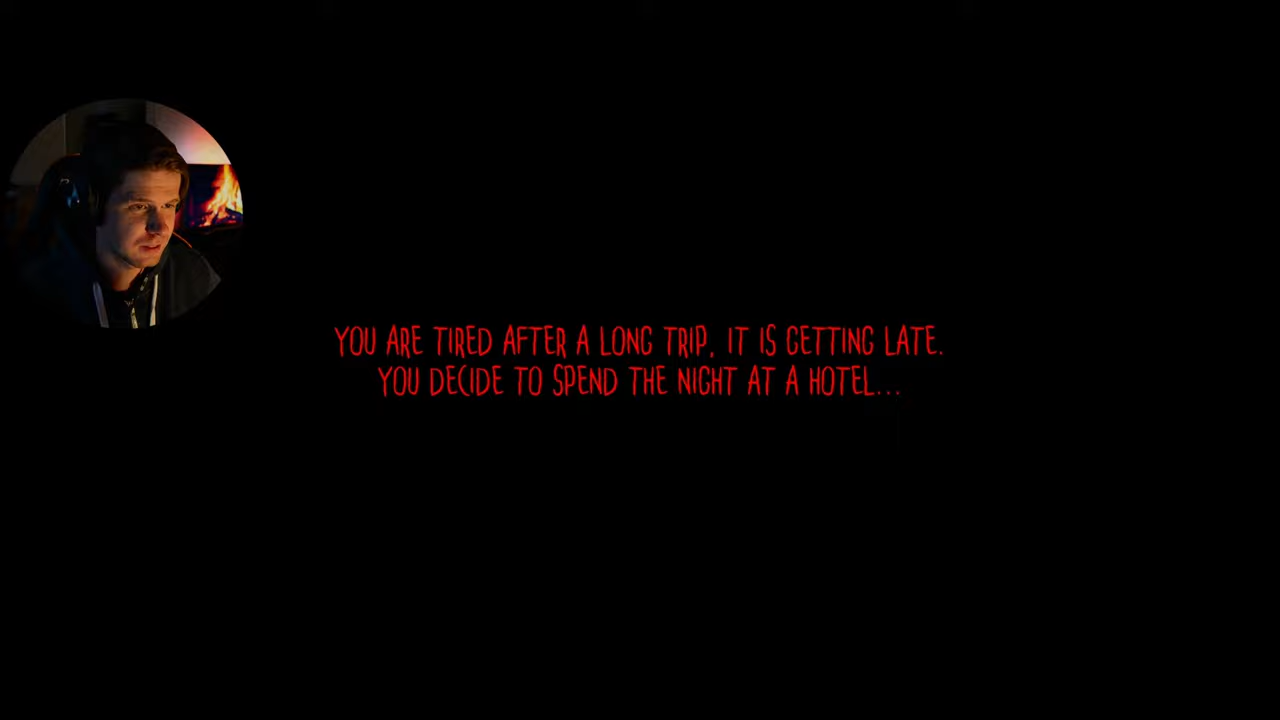 YOU ARE TIRED AFTER A LONG TRIP, IT IS GETTING LATE.
YOU DECIDE TO SPEND THE NIGHT AT A HOTEL...